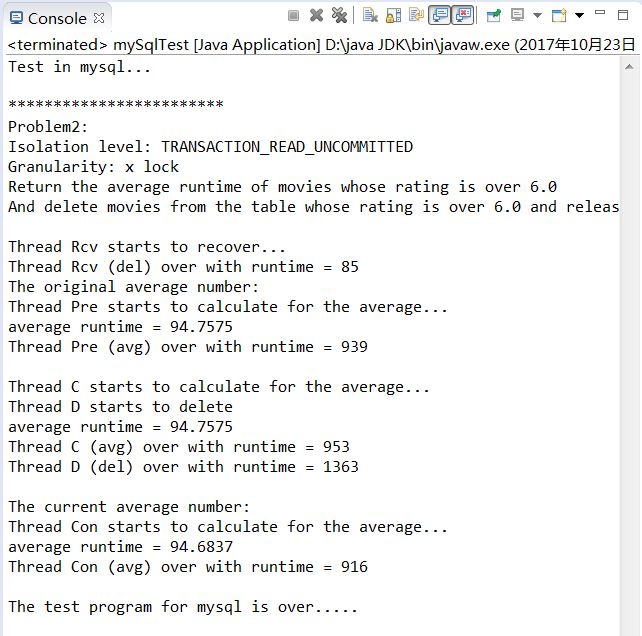 Console
<terminated> mySqlTest [Java Application] D:\java JDK\bin\javaw.exe (2017年10月23日
Test in mysql...
************************
Problem2:
Isolation level: TRANSACTION_READ_UNCOMMITTED
Granularity: x lock
Return the average runtime of movies whose rating is over 6.0
And delete movies from the table whose rating is over 6.0 and releas
Thread Rcv starts to recover...
Thread Rcv (del) over with runtime = 85
The original average number:
Thread Pre starts to calculate for the average...
average runtime = 94.7575
Thread Pre (avg) over with runtime = 939
Thread C starts to calculate for the average...
Thread D starts to delete
average runtime = 94.7575
Thread C (avg) over with runtime = 953
Thread D (del) over with runtime = 1363
The current average number:
Thread Con starts to calculate for the average...
average runtime = 94.6837
Thread Con (avg) over with runtime = 916
The test program for mysql is over.....